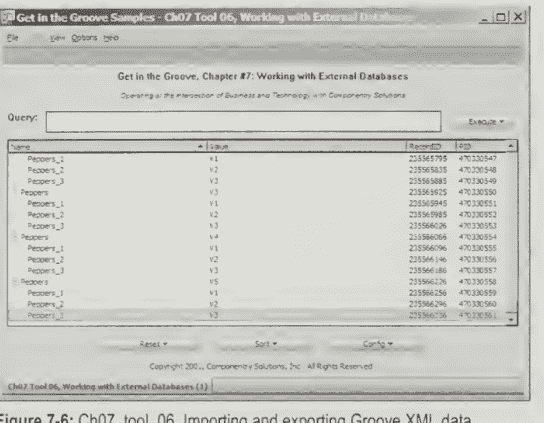 Get in the Groove Samples - Ch07 Tool 06, Working with External Databases
File View Options Help
Get in the Groove, Chapter #7: Working with External Databases
Operating at the intersection of Business and Technology with Componentry Solutions
Query:
Execute
Name Value RecordID PID
Peppers_1 v1 235565795 470330547
Peppers_2 v2 235565835 470330548
Peppers_3 v3 235565885 470330549
Peppers v3 235565925 470330550
Peppers_1 v1 235565945 470330551
Peppers_2 v2 235565985 470330552
Peppers_3 v3 235566026 470330553
Peppers v4 235566066 470330554
Peppers_1 v1 235566096 470330555
Peppers_2 v2 235566146 470330556
Peppers_3 v3 235566186 470330557
Peppers v5 235566226 470330558
Peppers_1 v1 235566256 470330559
Peppers_2 v2 235566296 470330560
Peppers_3 v3 470330561
Reset Sort Config
Copyright 2001, Componentry Solutions, Inc. All Rights Reserved
Ch07 Tool 06, Working with External Databases (1)
Figure 7-6: Ch07_tool_06, Importing and exporting Groove XML data